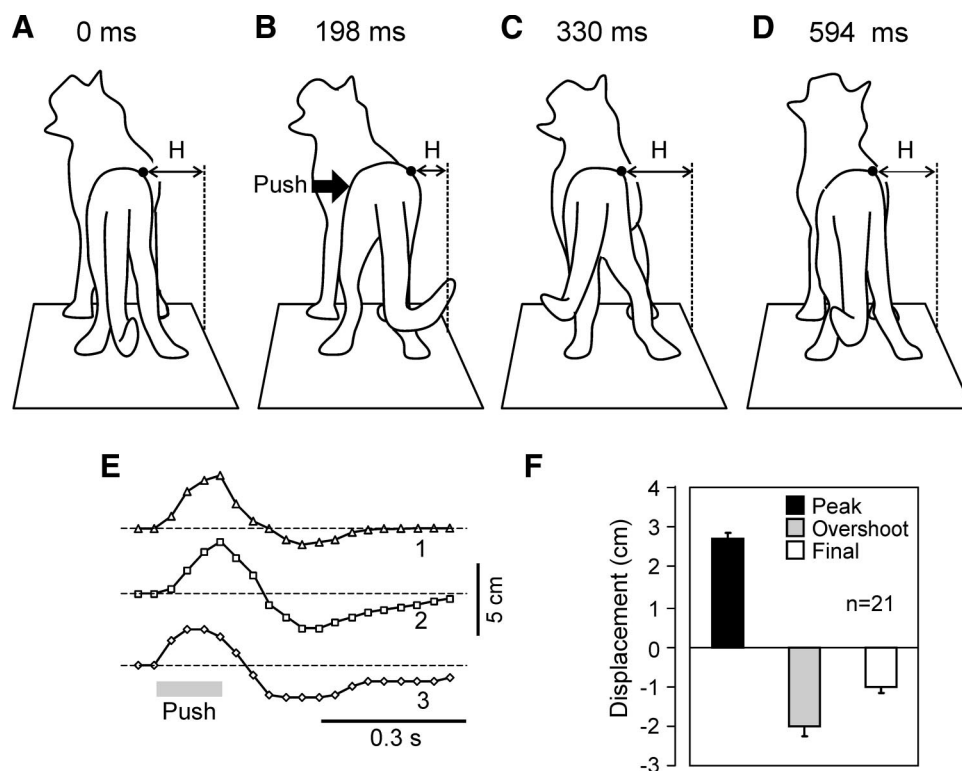 A 0 ms
B 198 ms
C 330 ms
D 594 ms
H
H
H
H
Push
E
1
2
3
5 cm
Push
0.3 s
F
Displacement (cm)
4
3
2
1
0
-1
-2
-3
Peak
Overshoot
Final
n=21